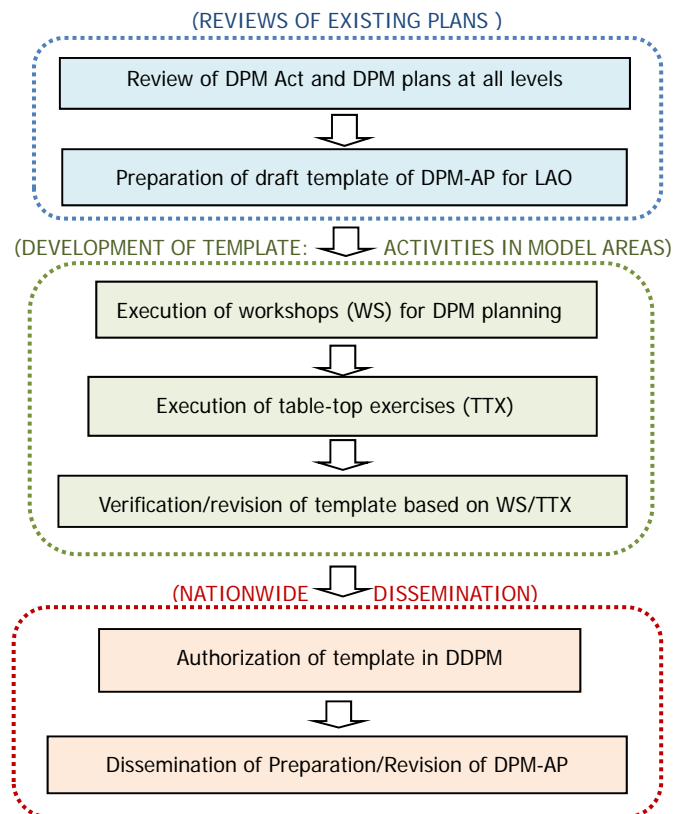 (REVIEWS OF EXISTING PLANS )
Review of DPM Act and DPM plans at all levels
Preparation of draft template of DPM-AP for LAO
(DEVELOPMENT OF TEMPLATE: ACTIVITIES IN MODEL AREAS)
Execution of workshops (WS) for DPM planning
Execution of table-top exercises (TTX)
Verification/revision of template based on WS/TTX
(NATIONWIDE DISSEMINATION)
Authorization of template in DDPM
Dissemination of Preparation/Revision of DPM-AP